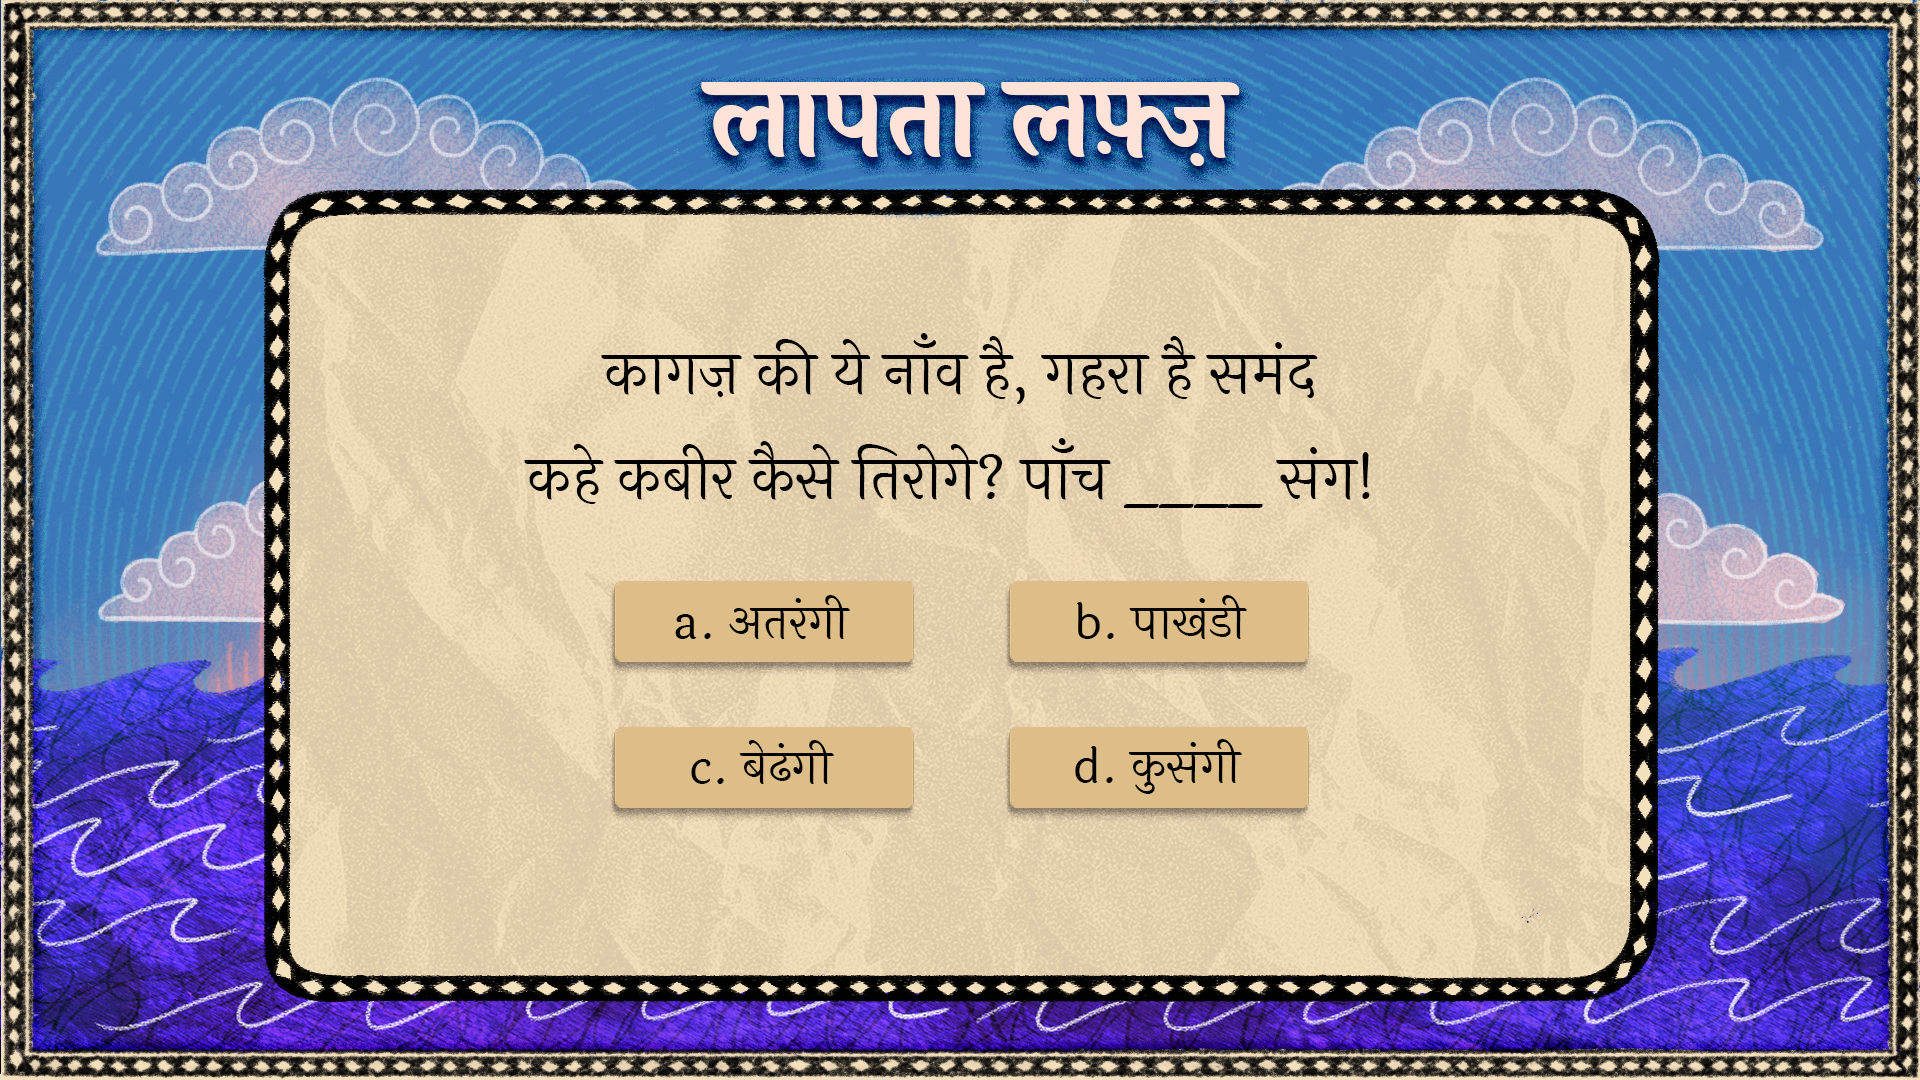 लापता लफ़्ज़
कागज़ की ये नाँव है, गहरा है समंद
कहे कबीर कैसे तिरोगे? पाँच ____ संग!
a. अतरंगी
b. पाखंडी
c. बेढंगी
d. कुसंगी